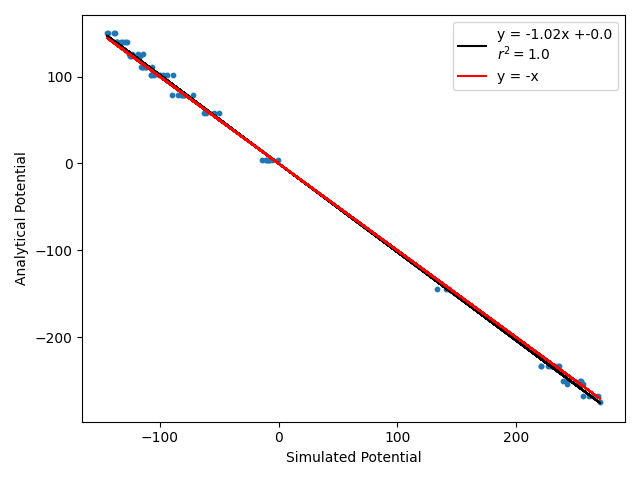 y = -1.02x +-0.0
r² = 1.0
y = -x
Analytical Potential
100
0
−100
−200
−100
0
100
200
Simulated Potential